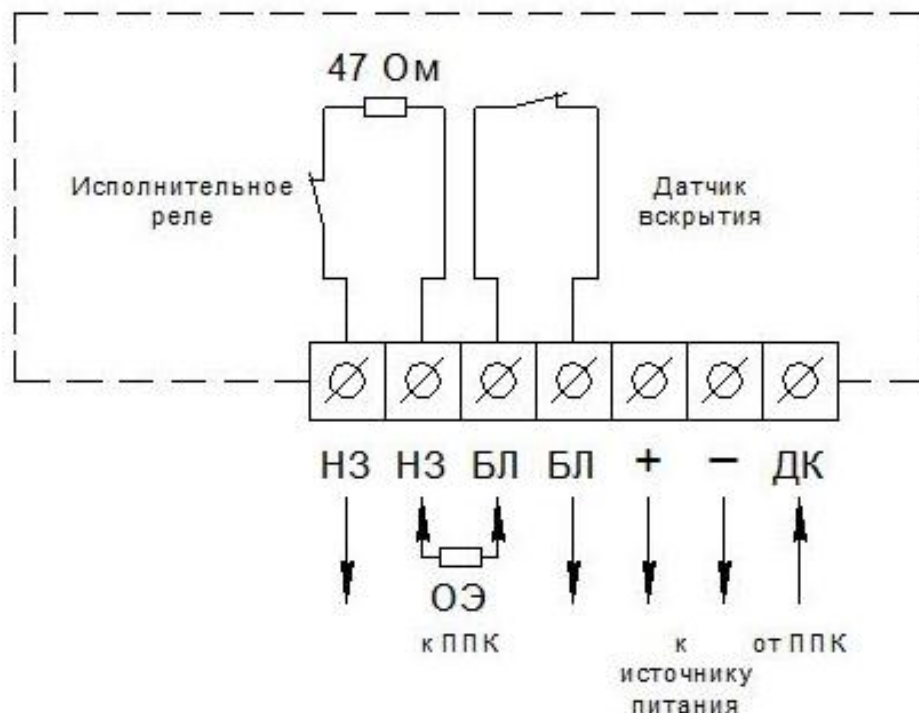 47 Ом
Исполнительное
реле
Датчик
вскрытия
НЗ НЗ БЛ БЛ + – ДК
ОЭ
к ППК
к
источнику
питания
от ППК